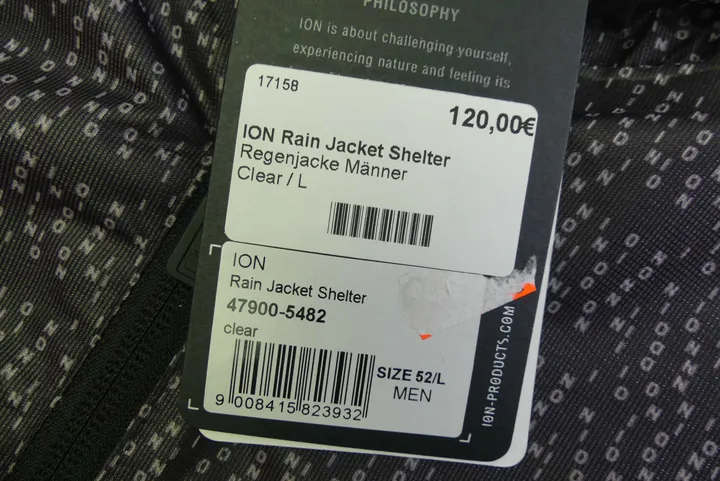 PHILOSOPHY
ION is about challenging yourself,
experiencing nature and feeling its
17158
120,00€
ION Rain Jacket Shelter
Regenjacke Männer
Clear / L
ION
Rain Jacket Shelter
47900-5482
clear
SIZE 52/L
MEN
9 008415 823932
ION-PRODUCTS.COM